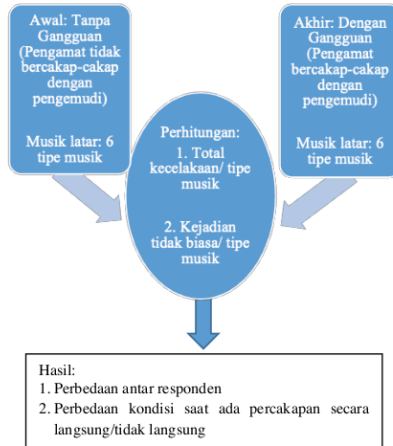 Awal: Tanpa
Gangguan
(Pengamat tidak
bercakap-cakap
dengan
pengemudi)
Musik latar: 6
tipe musik
Akhir: Dengan
Gangguan
(Pengamat
bercakap-cakap
dengan
pengemudi)
Musik latar: 6
tipe musik
Perhitungan:
1. Total
kecelakaan/ tipe
musik
2. Kejadian
tidak biasa/ tipe
musik
Hasil:
1. Perbedaan antar responden
2. Perbedaan kondisi saat ada percakapan secara
langsung/tidak langsung